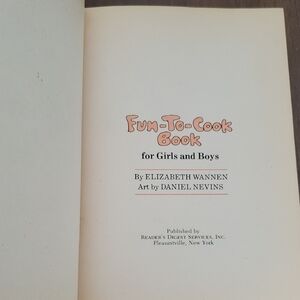 Fun-To-Cook
Book
for Girls and Boys
By ELIZABETH WANNEN
Art by DANIEL NEVINS
Published by
READER'S DIGEST SERVICES, INC.
Pleasantville, New York